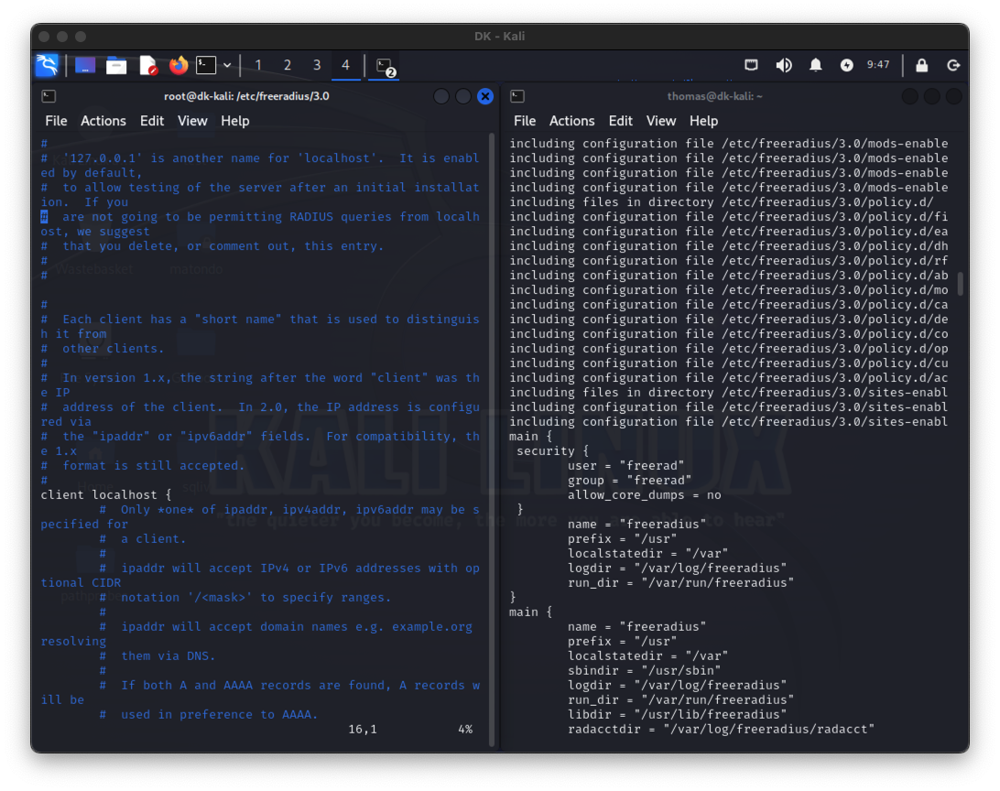 DK - Kali
1 2 3 4 2 9:47
root@dk-kali: /etc/freeradius/3.0
File Actions Edit View Help
#
#  '127.0.0.1' is another name for 'localhost'.  It is enabl
ed by default,
#  to allow testing of the server after an initial installat
ion.  If you
#  are not going to be permitting RADIUS queries from localh
ost, we suggest
#  that you delete, or comment out, this entry.
#
#
#
#  Each client has a "short name" that is used to distinguis
h it from
#  other clients.
#
#  In version 1.x, the string after the word "client" was th
e IP
#  address of the client.  In 2.0, the IP address is configu
red via
#  the "ipaddr" or "ipv6addr" fields.  For compatibility, th
e 1.x
#  format is still accepted.
#
client localhost {
        #  Only *one* of ipaddr, ipv4addr, ipv6addr may be s
pecified for
        #  a client.
        #
        #  ipaddr will accept IPv4 or IPv6 addresses with op
tional CIDR
        #  notation '/<mask>' to specify ranges.
        #
        #  ipaddr will accept domain names e.g. example.org
resolving
        #  them via DNS.
        #
        #  If both A and AAAA records are found, A records w
ill be
        #  used in preference to AAAA.
16,1 4%
thomas@dk-kali: ~
File Actions Edit View Help
including configuration file /etc/freeradius/3.0/mods-enable
including configuration file /etc/freeradius/3.0/mods-enable
including configuration file /etc/freeradius/3.0/mods-enable
including configuration file /etc/freeradius/3.0/mods-enable
including files in directory /etc/freeradius/3.0/policy.d/
including configuration file /etc/freeradius/3.0/policy.d/fi
including configuration file /etc/freeradius/3.0/policy.d/ea
including configuration file /etc/freeradius/3.0/policy.d/dh
including configuration file /etc/freeradius/3.0/policy.d/rf
including configuration file /etc/freeradius/3.0/policy.d/ab
including configuration file /etc/freeradius/3.0/policy.d/mo
including configuration file /etc/freeradius/3.0/policy.d/ca
including configuration file /etc/freeradius/3.0/policy.d/de
including configuration file /etc/freeradius/3.0/policy.d/co
including configuration file /etc/freeradius/3.0/policy.d/op
including configuration file /etc/freeradius/3.0/policy.d/cu
including configuration file /etc/freeradius/3.0/policy.d/ac
including files in directory /etc/freeradius/3.0/sites-enabl
including configuration file /etc/freeradius/3.0/sites-enabl
including configuration file /etc/freeradius/3.0/sites-enabl
main {
 security {
        user = "freerad"
        group = "freerad"
        allow_core_dumps = no
 }
        name = "freeradius"
        prefix = "/usr"
        localstatedir = "/var"
        logdir = "/var/log/freeradius"
        run_dir = "/var/run/freeradius"
}
main {
        name = "freeradius"
        prefix = "/usr"
        localstatedir = "/var"
        sbindir = "/usr/sbin"
        logdir = "/var/log/freeradius"
        run_dir = "/var/run/freeradius"
        libdir = "/usr/lib/freeradius"
        radacctdir = "/var/log/freeradius/radacct"
Wastebasket
KALI LINUX
"the quieter you become, the more you are able to hear"